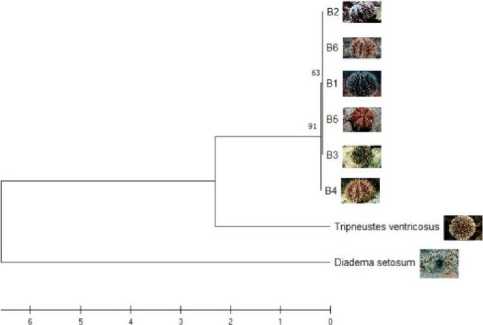 B2
B6
63
B1
B5
91
B3
B4
Tripneustes ventricosus
Diadema setosum
6 5 4 3 2 1 0